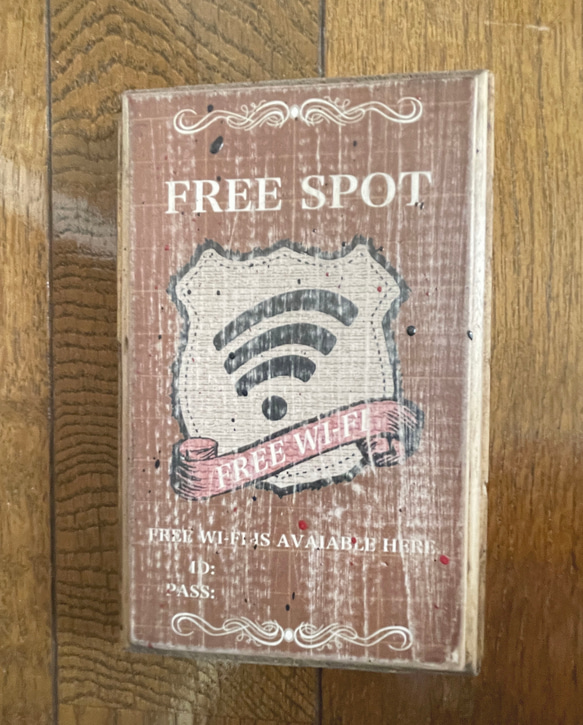 FREE SPOT
FREE WI-FI
FREE WI-FI IS AVAIABLE HERE.
ID:
PASS: